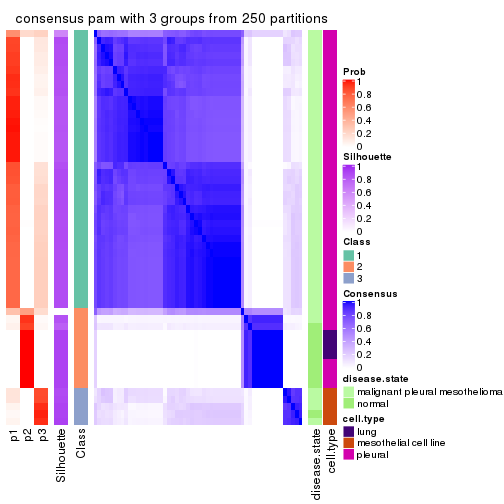 consensus pam with 3 groups from 250 partitions
Prob
1
0.8
0.6
0.4
0.2
0
Silhouette
1
0.8
0.6
0.4
0.2
0
Class
1
2
3
Consensus
1
0.8
0.6
0.4
0.2
0
disease.state
malignant pleural mesothelioma
normal
cell.type
lung
mesothelial cell line
pleural
p1
p2
p3
Silhouette
Class
disease.state
cell.type